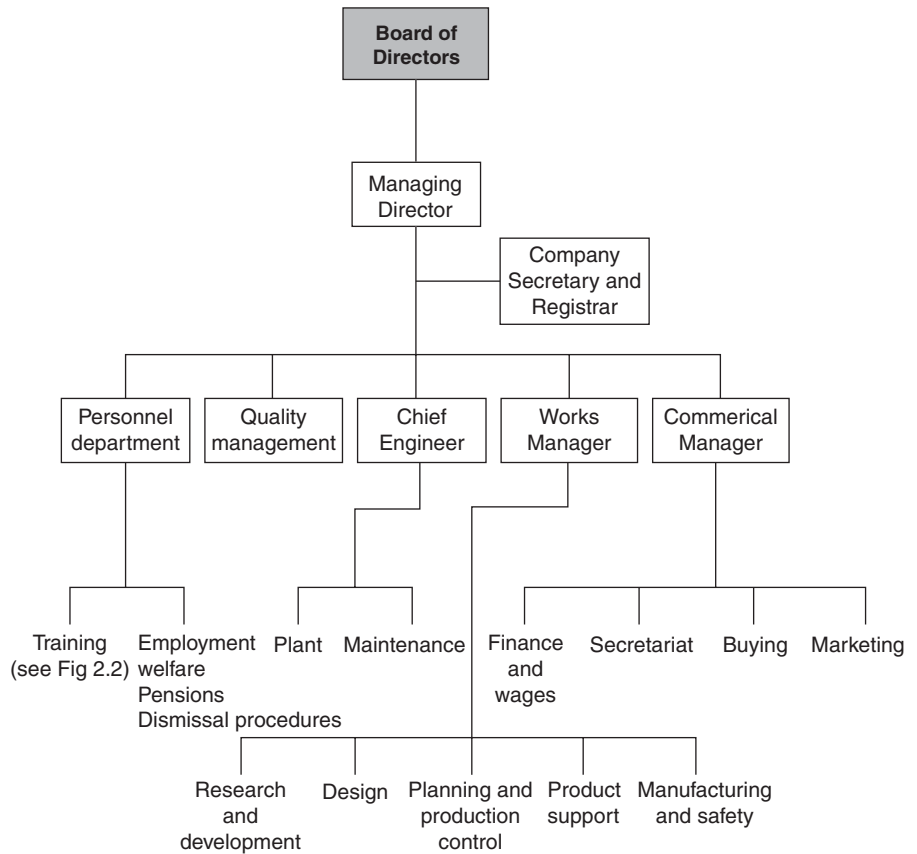 Board of
Directors
Managing
Director
Company
Secretary and
Registrar
Personnel
department
Quality
management
Chief
Engineer
Works
Manager
Commerical
Manager
Training
(see Fig 2.2)
Employment
welfare
Pensions
Dismissal procedures
Plant
Maintenance
Finance
and
wages
Secretariat
Buying
Marketing
Research
and
development
Design
Planning and
production
control
Product
support
Manufacturing
and safety